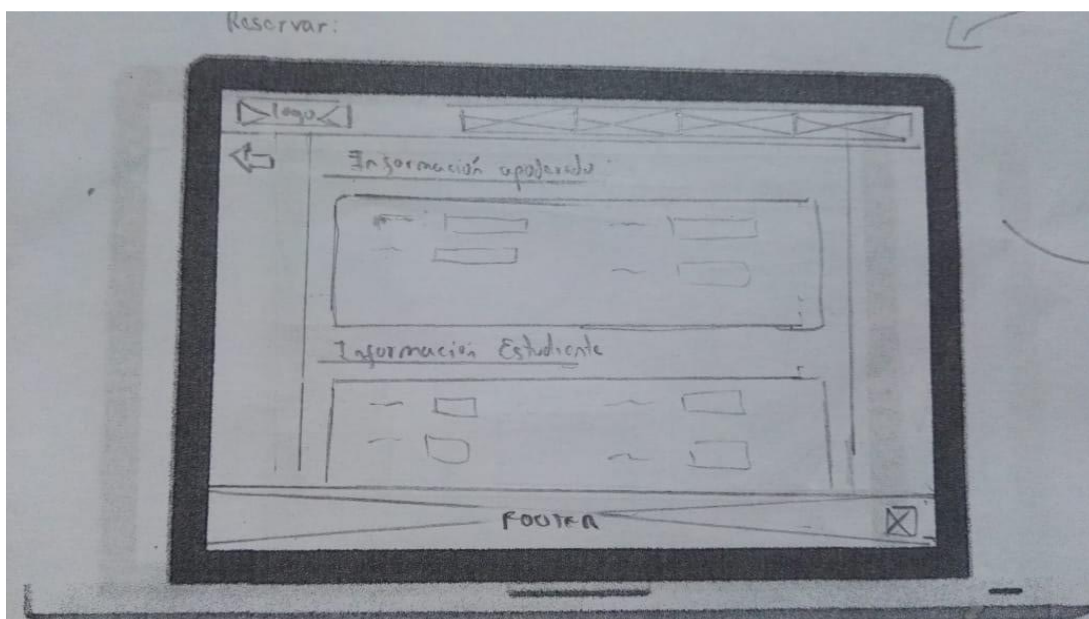 Reservar:
logo
Información apoderado
Información Estudiante
FOOTER